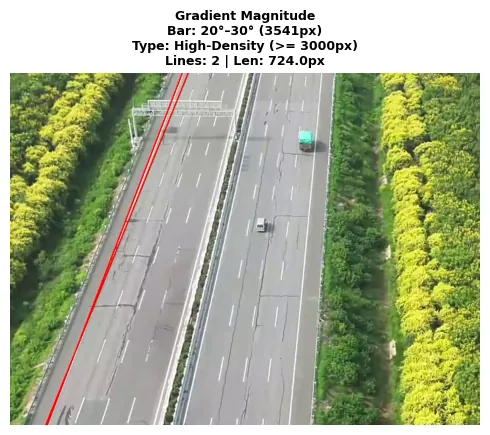 Gradient Magnitude
Bar: 20°–30° (3541px)
Type: High-Density (>= 3000px)
Lines: 2 | Len: 724.0px